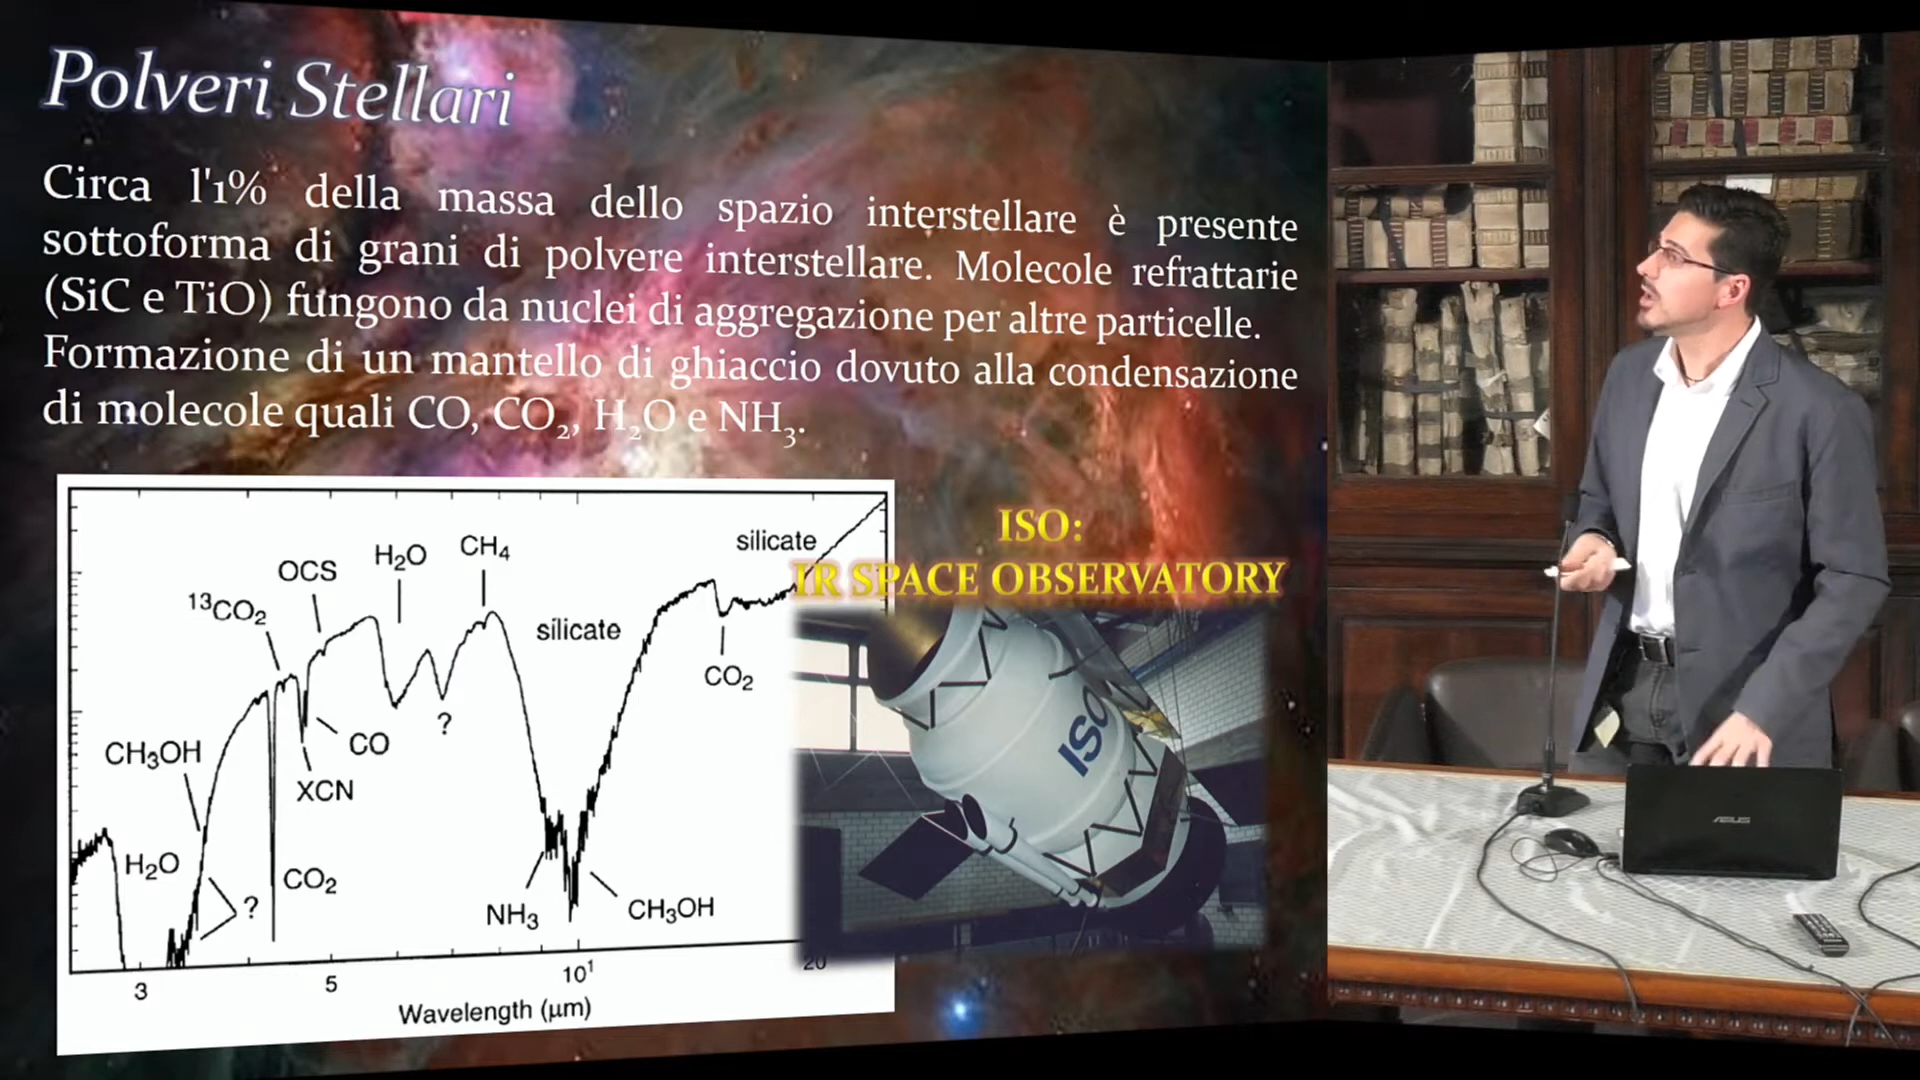 Polveri Stellari
Circa l'1% della massa dello spazio interstellare è presente
sottoforma di grani di polvere interstellare. Molecole refrattarie
(SiC e TiO) fungono da nuclei di aggregazione per altre particelle.
Formazione di un mantello di ghiaccio dovuto alla condensazione
di molecole quali CO, CO₂, H₂O e NH₃.
ISO:
IR SPACE OBSERVATORY
silicate
CH₄
H₂O
OCS
¹³CO₂
silicate
CO₂
?
CO
CH₃OH
XCN
H₂O
CO₂
?
NH₃
CH₃OH
3
5
10¹
20
Wavelength (μm)
ISO
ASUS